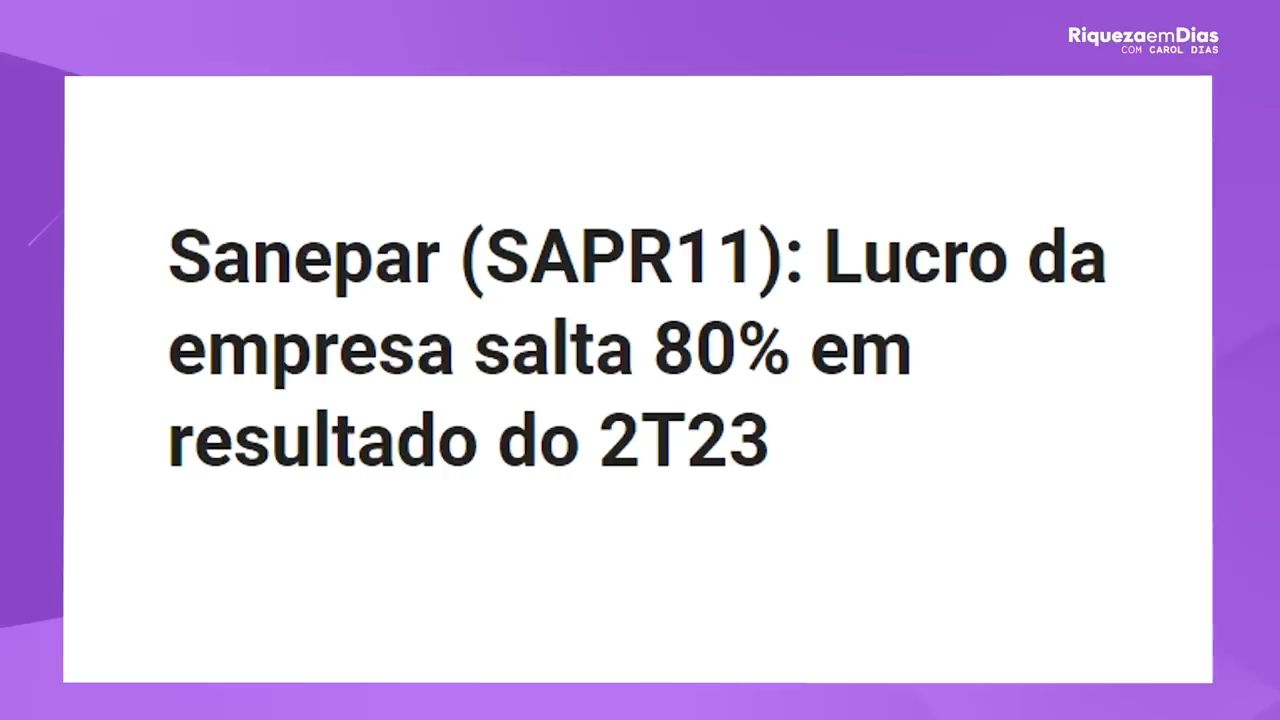 RiquezaemDias
COM CAROL DIAS
Sanepar (SAPR11): Lucro da
empresa salta 80% em
resultado do 2T23